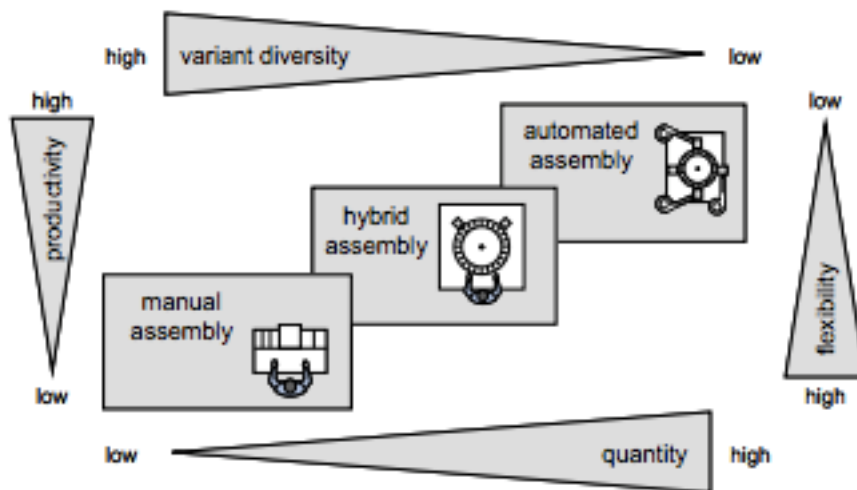 high
variant diversity
low
high
low
productivity
automated
assembly
hybrid
assembly
manual
assembly
flexibility
low
high
low
quantity
high